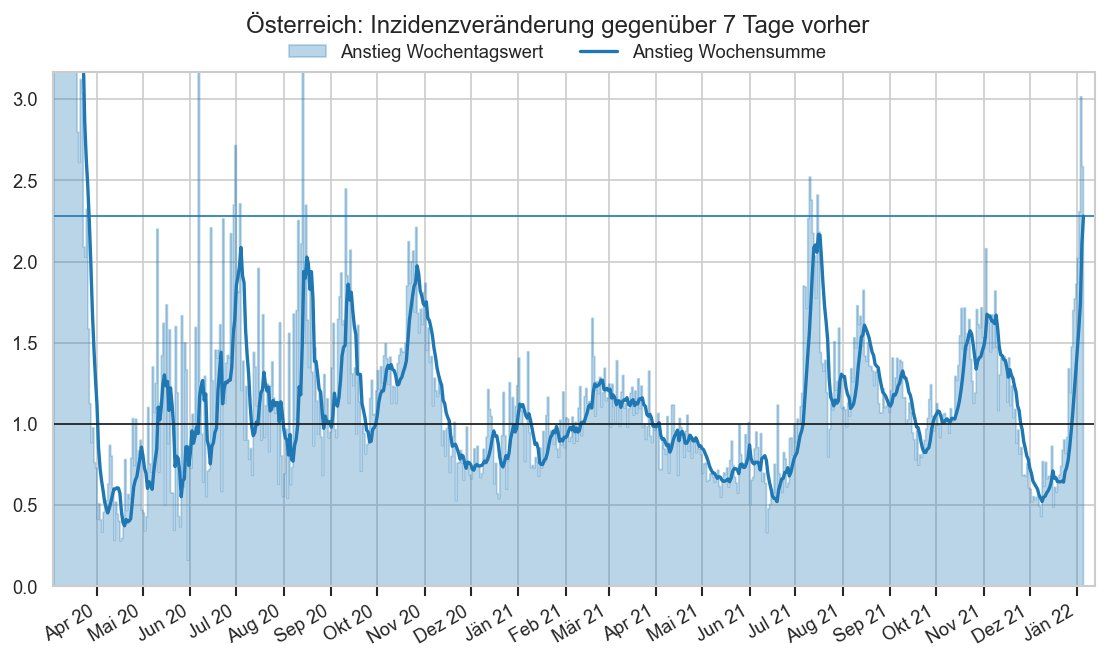 Österreich: Inzidenzveränderung gegenüber 7 Tage vorher
Anstieg Wochentagswert Anstieg Wochensumme
3.0
2.5
2.0
1.5
1.0
0.5
0.0
Apr 20 Mai 20 Jun 20 Jul 20 Aug 20 Sep 20 Okt 20 Nov 20 Dez 20 Jän 21 Feb 21 Mär 21 Apr 21 Mai 21 Jun 21 Jul 21 Aug 21 Sep 21 Okt 21 Nov 21 Dez 21 Jän 22